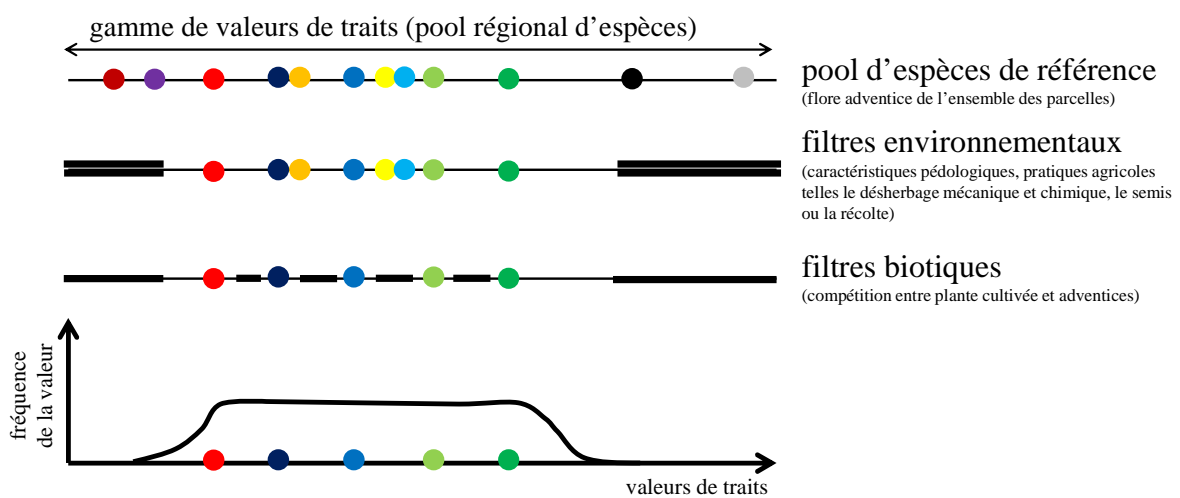 gamme de valeurs de traits (pool régional d’espèces)
pool d’espèces de référence
(flore adventice de l’ensemble des parcelles)
filtres environnementaux
(caractéristiques pédologiques, pratiques agricoles
telles le désherbage mécanique et chimique, le semis
ou la récolte)
filtres biotiques
(compétition entre plante cultivée et adventices)
fréquence
de la valeur
valeurs de traits